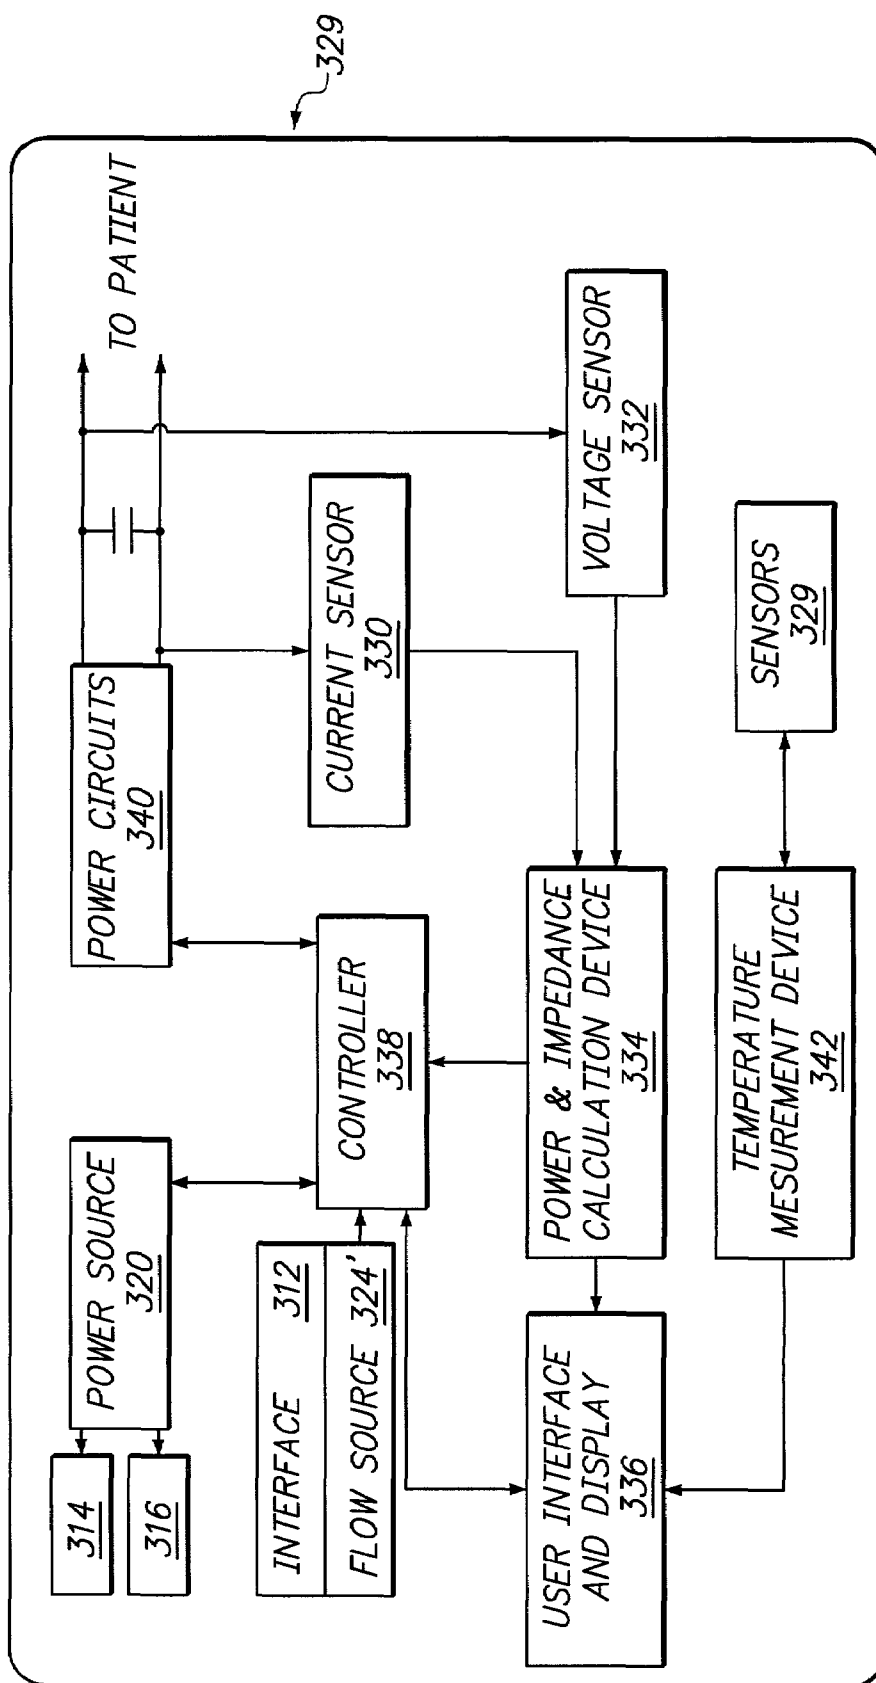 329
TO PATIENT
314
316
POWER SOURCE
320
POWER CIRCUITS
340
INTERFACE 312
FLOW SOURCE 324'
CONTROLLER
338
CURRENT SENSOR
330
USER INTERFACE
AND DISPLAY
336
POWER & IMPEDANCE
CALCULATION DEVICE
334
VOLTAGE SENSOR
332
TEMPERATURE
MESUREMENT DEVICE
342
SENSORS
329